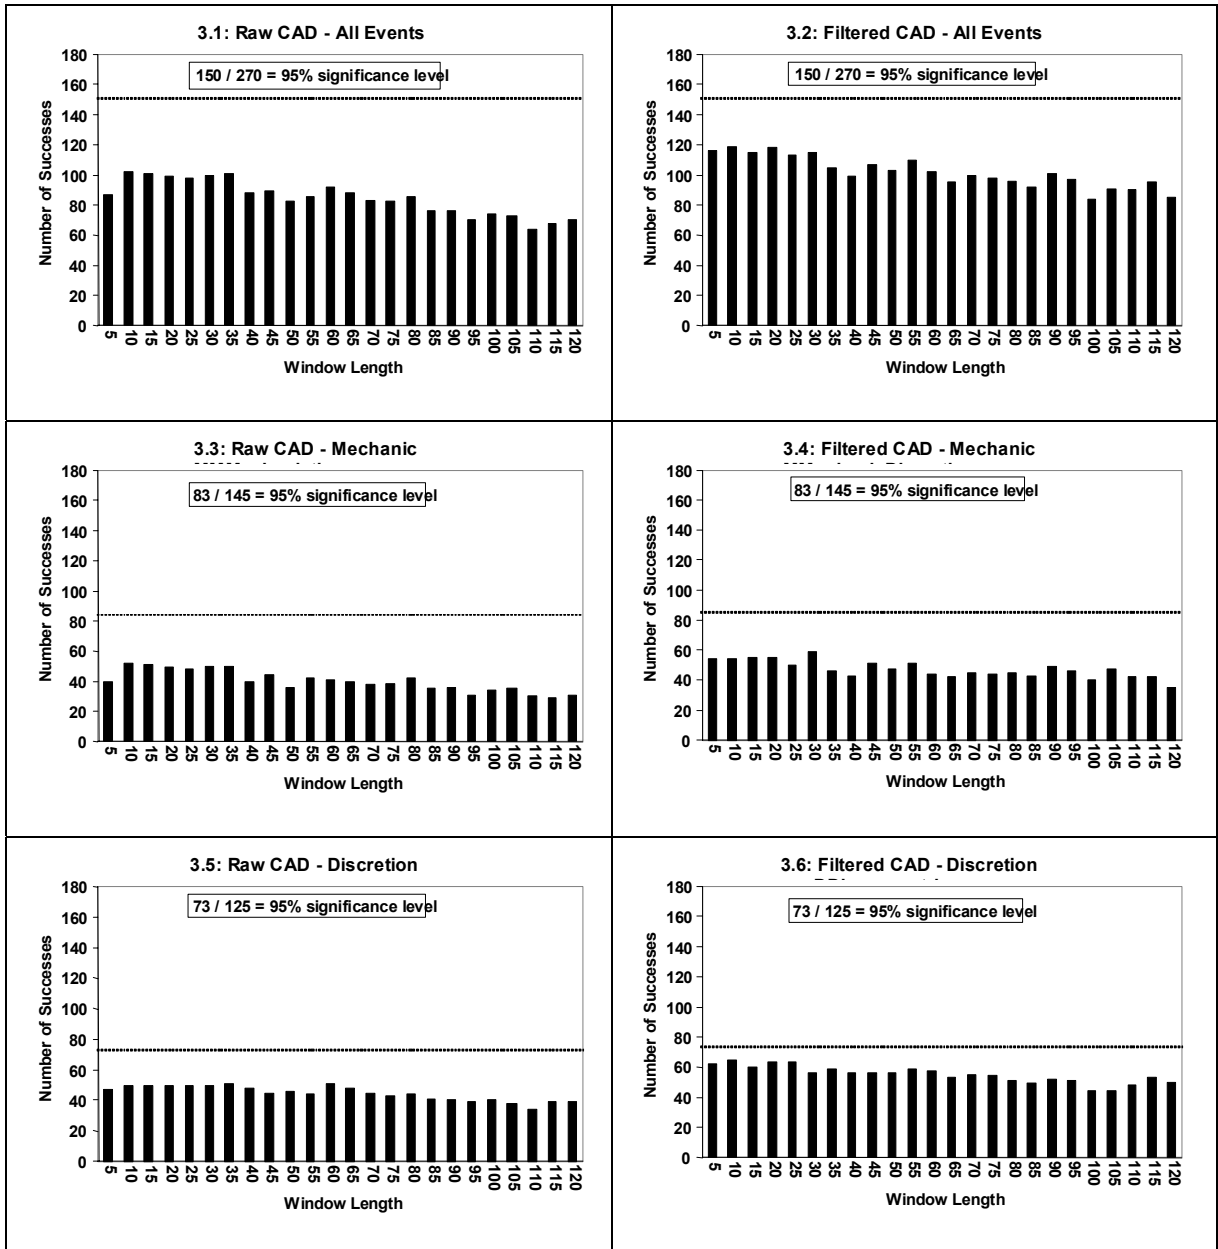 3.1: Raw CAD - All Events
150 / 270 = 95% significance level
Number of Successes
180
160
140
120
100
80
60
40
20
0
5 10 15 20 25 30 35 40 45 50 55 60 65 70 75 80 85 90 95 100 105 110 115 120
Window Length
3.2: Filtered CAD - All Events
150 / 270 = 95% significance level
Number of Successes
180
160
140
120
100
80
60
40
20
0
5 10 15 20 25 30 35 40 45 50 55 60 65 70 75 80 85 90 95 100 105 110 115 120
Window Length
3.3: Raw CAD - Mechanic
83 / 145 = 95% significance level
Number of Successes
180
160
140
120
100
80
60
40
20
0
5 10 15 20 25 30 35 40 45 50 55 60 65 70 75 80 85 90 95 100 105 110 115 120
Window Length
3.4: Filtered CAD - Mechanic
83 / 145 = 95% significance level
Number of Successes
180
160
140
120
100
80
60
40
20
0
5 10 15 20 25 30 35 40 45 50 55 60 65 70 75 80 85 90 95 100 105 110 115 120
Window Length
3.5: Raw CAD - Discretion
73 / 125 = 95% significance level
Number of Successes
180
160
140
120
100
80
60
40
20
0
5 10 15 20 25 30 35 40 45 50 55 60 65 70 75 80 85 90 95 100 105 110 115 120
Window Length
3.6: Filtered CAD - Discretion
73 / 125 = 95% significance level
Number of Successes
180
160
140
120
100
80
60
40
20
0
5 10 15 20 25 30 35 40 45 50 55 60 65 70 75 80 85 90 95 100 105 110 115 120
Window Length